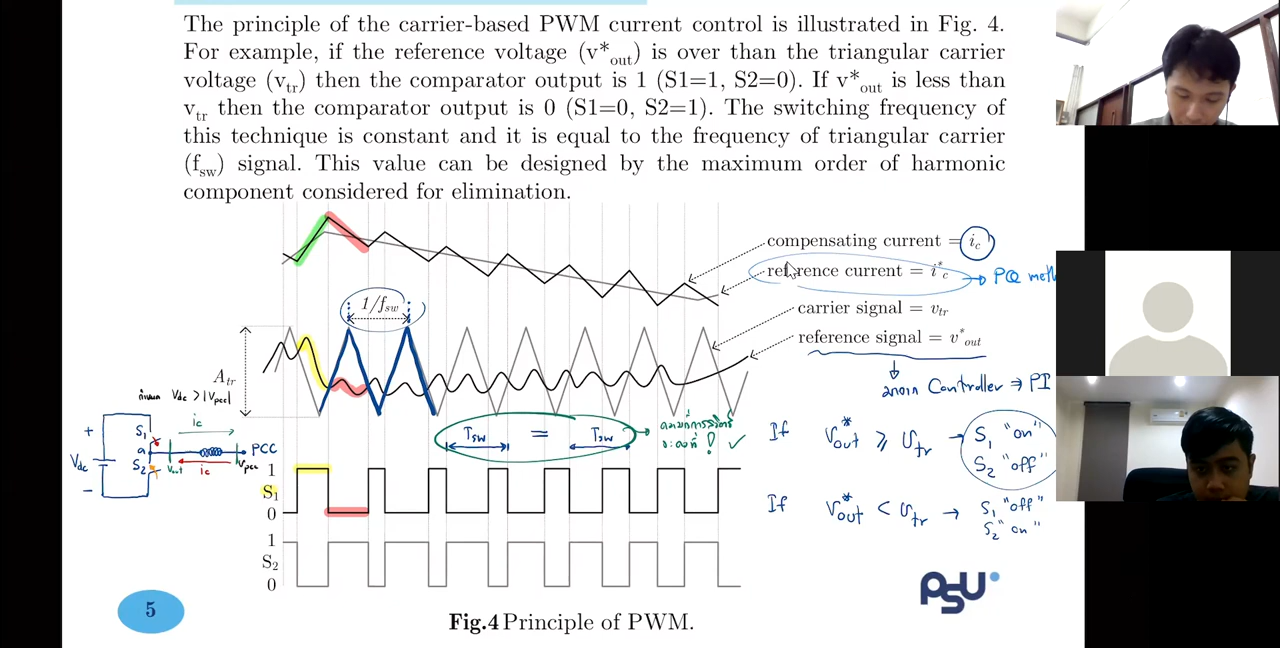 The principle of the carrier-based PWM current control is illustrated in Fig. 4.
For example, if the reference voltage (v*out) is over than the triangular carrier
voltage (vtr) then the comparator output is 1 (S1=1, S2=0). If v*out is less than
vtr then the comparator output is 0 (S1=0, S2=1). The switching frequency of
this technique is constant and it is equal to the frequency of triangular carrier
(fsw) signal. This value can be designed by the maximum order of harmonic
component considered for elimination.
compensating current = ic
reference current = i*c
→ PQ meth
1/fsw
carrier signal = vtr
reference signal = v*out
Atr
Controller ⇒ PI
Vdc > |Vpcc|
ic
+
S1
a
PCC
Vdc
S2
Vout
ic
Vpcc
-
Tsw = Tsw
If V*out ≥ Vtr → S1 "on"
S2 "off"
If V*out < Vtr → S1 "off"
S2 "on"
1
S1
0
1
S2
0
PSU
5
Fig.4 Principle of PWM.